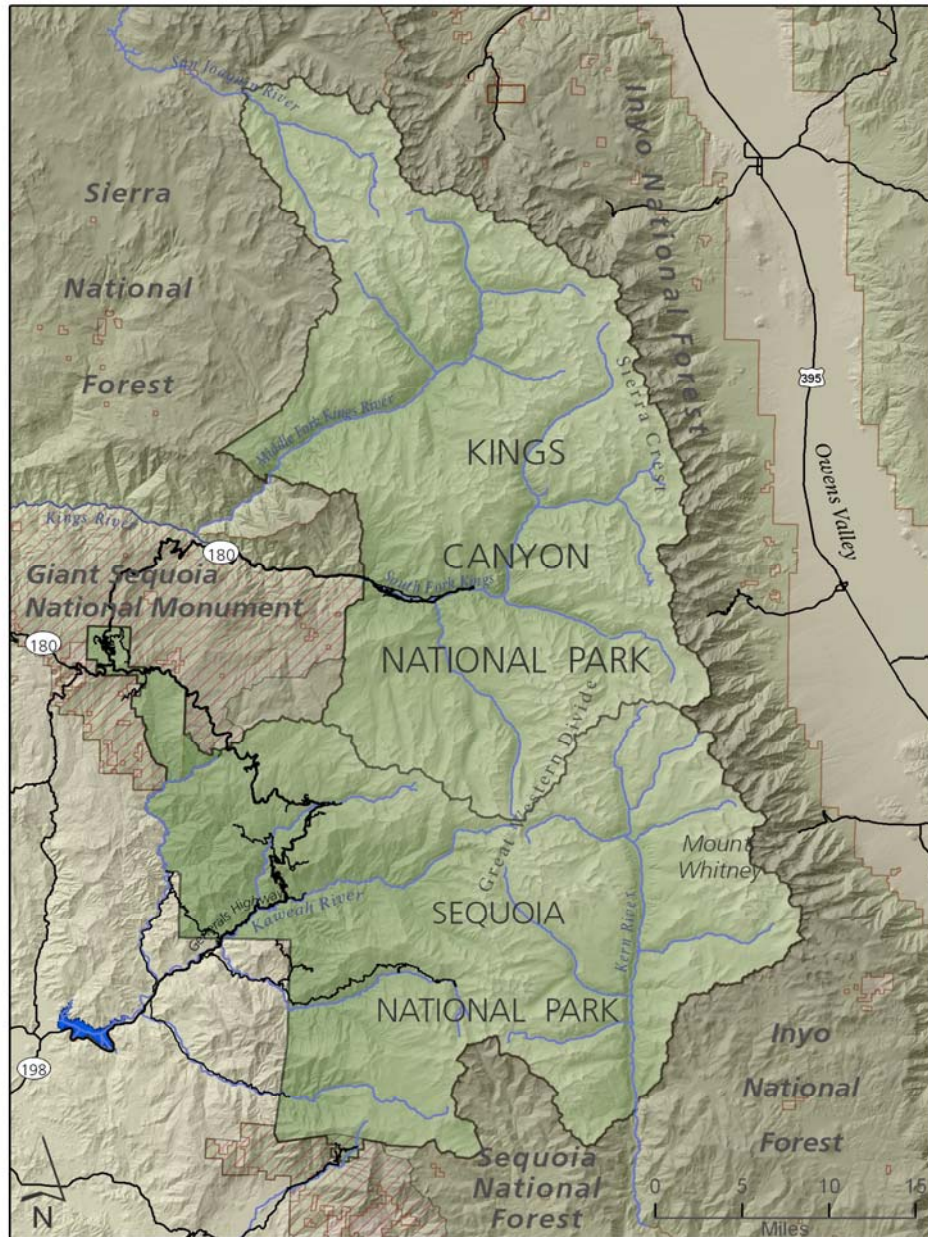 San Joaquin River
Inyo National Forest
Sierra
National
Forest
395
Sierra Crest
Middle Fork Kings River
KINGS
Owens Valley
Kings River
180
CANYON
Giant Sequoia
National Monument
South Fork Kings
180
NATIONAL PARK
Great Western Divide
Mount
Whitney
Generals Highway
Kaweah River
SEQUOIA
Kern River
NATIONAL PARK
198
Inyo
National
Forest
Sequoia
National
Forest
0 5 10 15
Miles
N